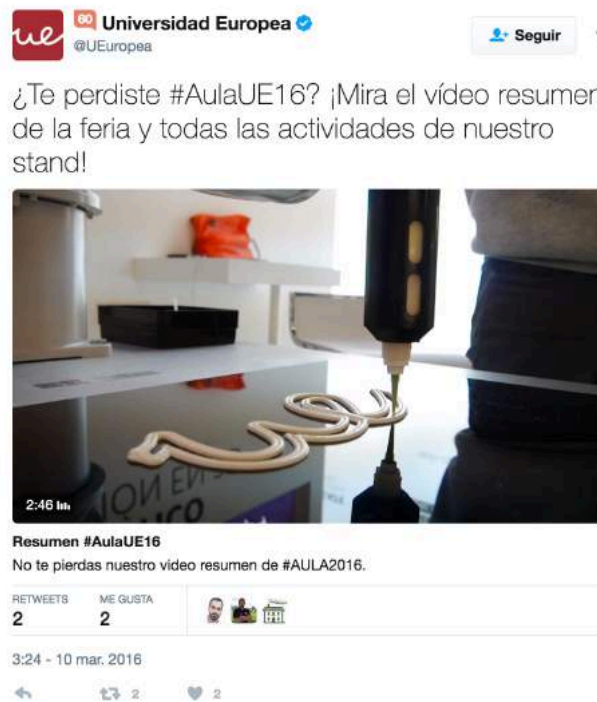 ue
60 Universidad Europea
@UEuropea
Seguir
¿Te perdiste #AulaUE16? ¡Mira el vídeo resumen
de la feria y todas las actividades de nuestro
stand!
2:46
Resumen #AulaUE16
No te pierdas nuestro video resumen de #AULA2016.
RETWEETS ME GUSTA
2 2
3:24 - 10 mar. 2016
2 2